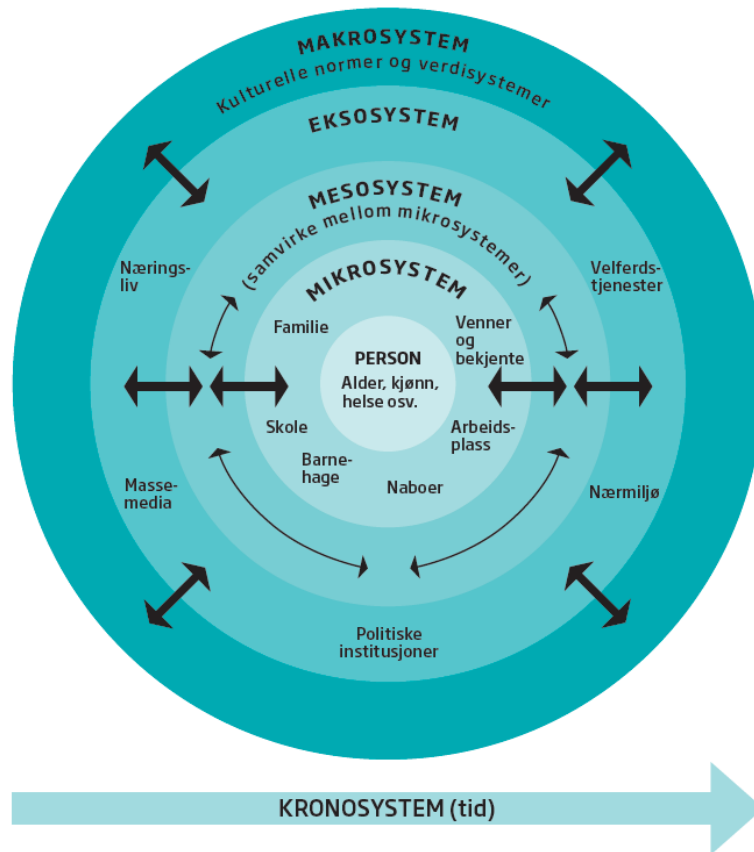 MAKROSYSTEM
Kulturelle normer og verdisystemer
EKSOSYSTEM
MESOSYSTEM
(samvirke mellom mikrosystemer)
MIKROSYSTEM
Nærings-
liv
Velferds-
tjenester
Familie
Venner
og
bekjente
PERSON
Alder, kjønn,
helse osv.
Skole
Arbeids-
plass
Barne-
hage
Naboer
Masse-
media
Nærmiljø
Politiske
institusjoner
KRONOSYSTEM (tid)